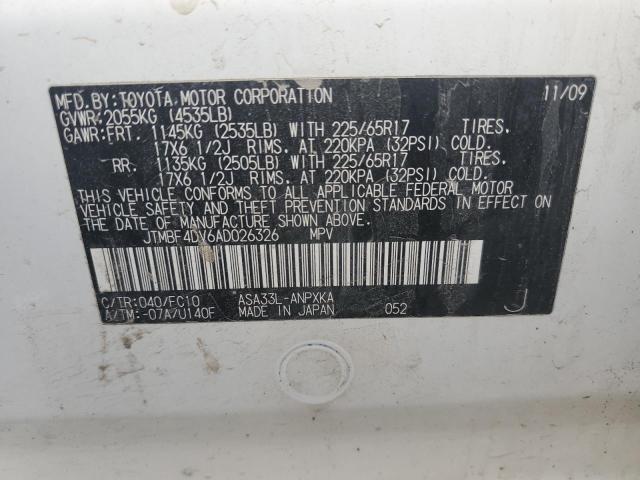 MFD. BY: TOYOTA MOTOR CORPORATION 11/09
GVWR: 2055KG (4535LB)
GAWR: FRT. 1145KG (2535LB) WITH 225/65R17 TIRES.
17X6 1/2J RIMS. AT 220KPA (32PSI) COLD.
RR. 1135KG (2505LB) WITH 225/65R17 TIRES.
17X6 1/2J RIMS. AT 220KPA (32PSI) COLD.
THIS VEHICLE CONFORMS TO ALL APPLICABLE FEDERAL MOTOR
VEHICLE SAFETY AND THEFT PREVENTION STANDARDS IN EFFECT ON
THE DATE OF MANUFACTURE SHOWN ABOVE.
JTMBF4DV6AD026326 MPV
C/TR: 040/FC10 ASA33L-ANPXKA
A/TM: -07A/U140F MADE IN JAPAN 052
J